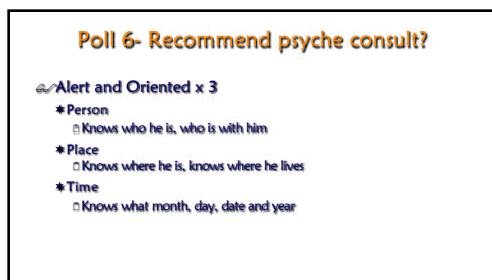 Poll 6- Recommend psyche consult?
Alert and Oriented x 3
Person
Knows who he is, who is with him
Place
Knows where he is, knows where he lives
Time
Knows what month, day, date and year